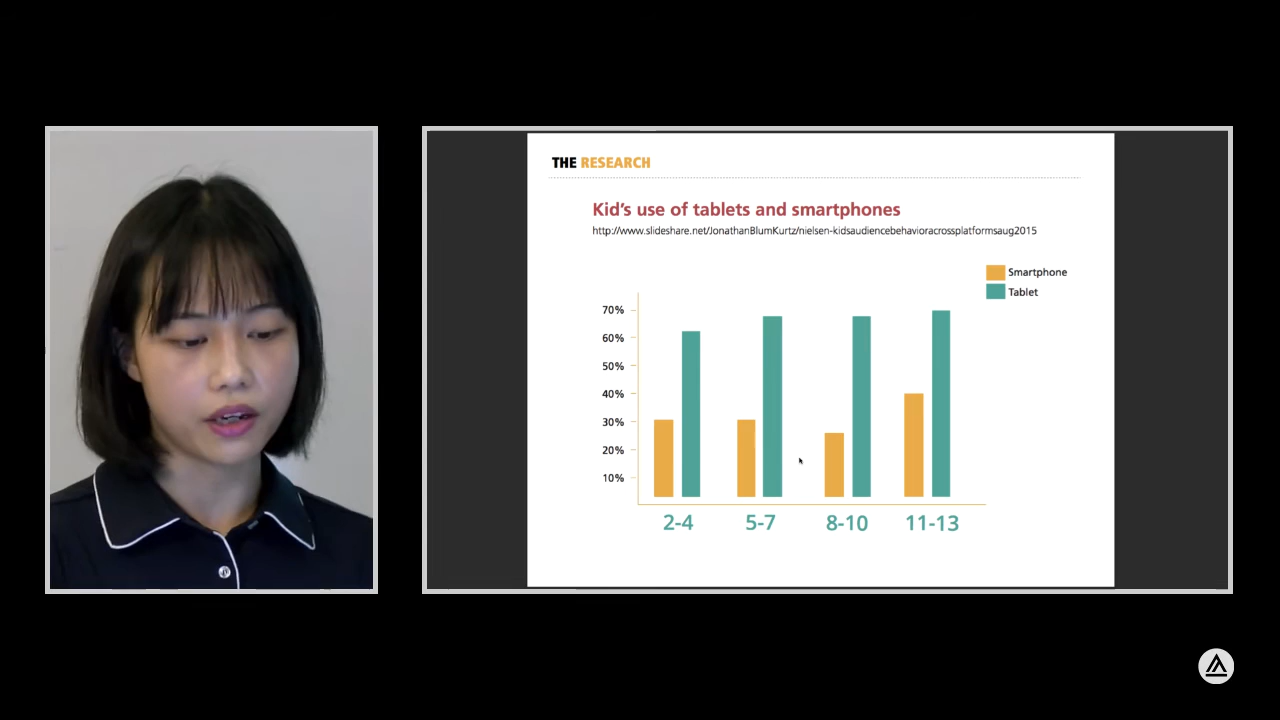 THE RESEARCH
Kid's use of tablets and smartphones
http://www.slideshare.net/JonathanBlumKurtz/nielsen-kidsaudiencebehavioracrossplatformsaug2015
Smartphone
Tablet
70%
60%
50%
40%
30%
20%
10%
2-4 5-7 8-10 11-13